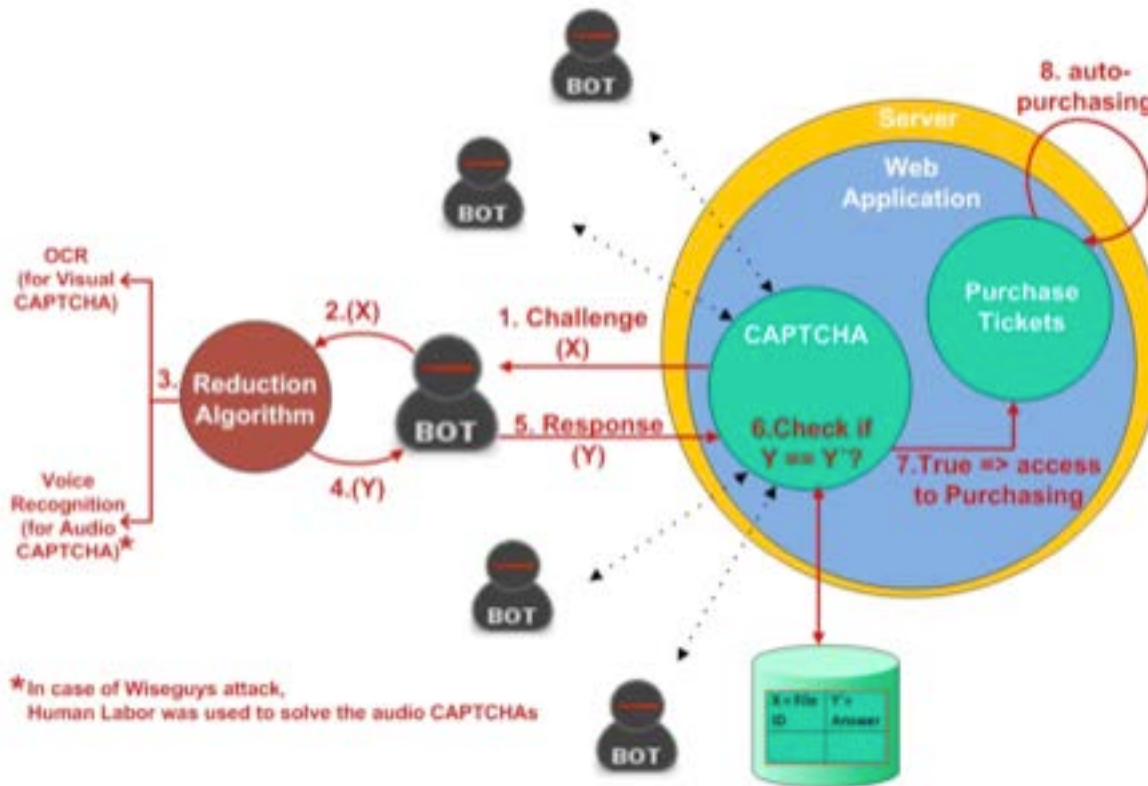 BOT
8. auto-
purchasing
Server
Web
Application
BOT
OCR
(for Visual
CAPTCHA)
2.(X)
1. Challenge
(X)
CAPTCHA
Purchase
Tickets
3.
Reduction
Algorithm
BOT
5. Response
(Y)
6.Check if
Y == Y'?
7.True => access
to Purchasing
4.(Y)
Voice
Recognition
(for Audio
CAPTCHA)*
BOT
*In case of Wiseguys attack,
Human Labor was used to solve the audio CAPTCHAs
BOT
X = File
ID
Y'=
Answer